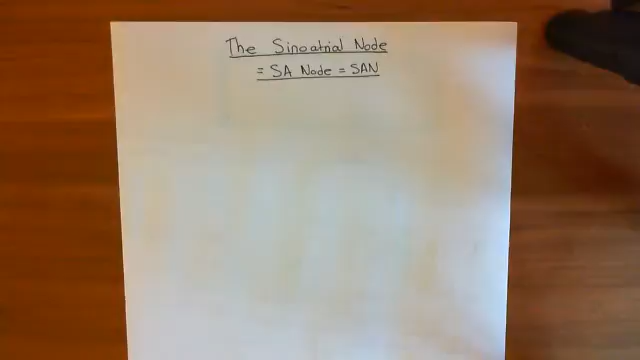 The Sinoatrial Node
= SA Node = SAN